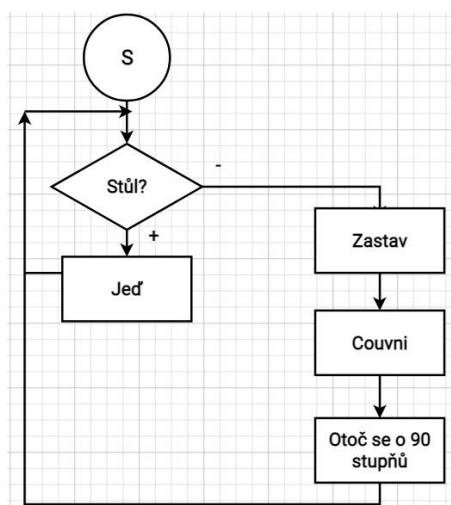 S
Stůl?
-
+
Jeď
Zastav
Couvni
Otoč se o 90
stupňů